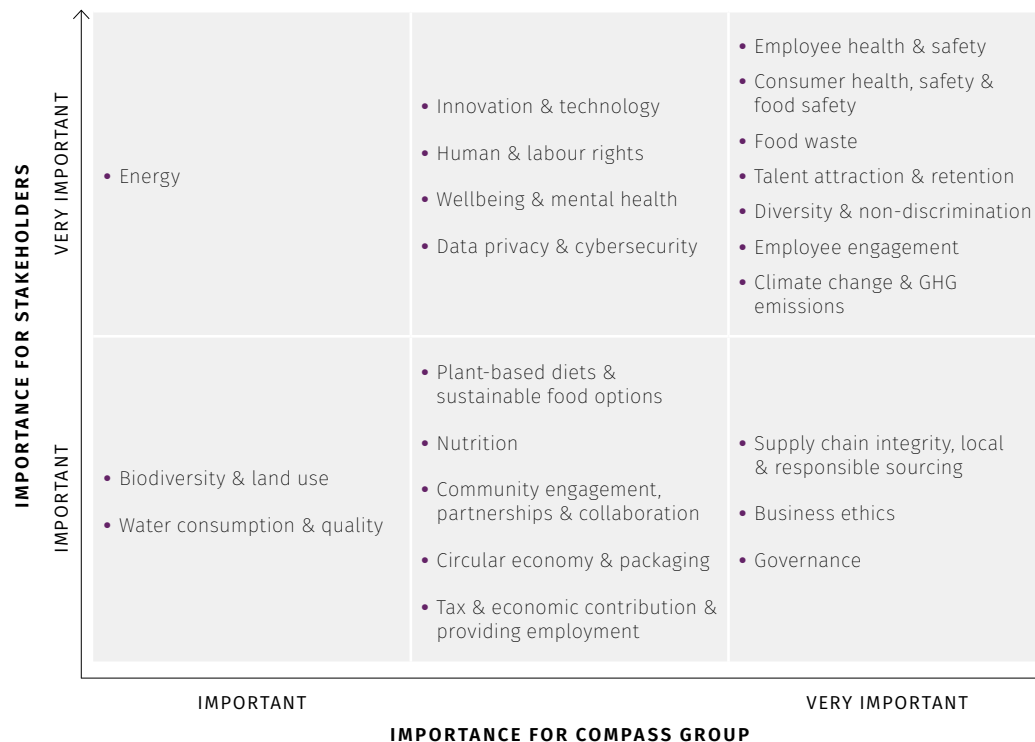 IMPORTANCE FOR STAKEHOLDERS
VERY IMPORTANT
• Energy
• Innovation & technology
• Human & labour rights
• Wellbeing & mental health
• Data privacy & cybersecurity
• Employee health & safety
• Consumer health, safety &
food safety
• Food waste
• Talent attraction & retention
• Diversity & non-discrimination
• Employee engagement
• Climate change & GHG
emissions
IMPORTANT
• Biodiversity & land use
• Water consumption & quality
• Plant-based diets &
sustainable food options
• Nutrition
• Community engagement,
partnerships & collaboration
• Circular economy & packaging
• Tax & economic contribution &
providing employment
• Supply chain integrity, local
& responsible sourcing
• Business ethics
• Governance
IMPORTANT
VERY IMPORTANT
IMPORTANCE FOR COMPASS GROUP